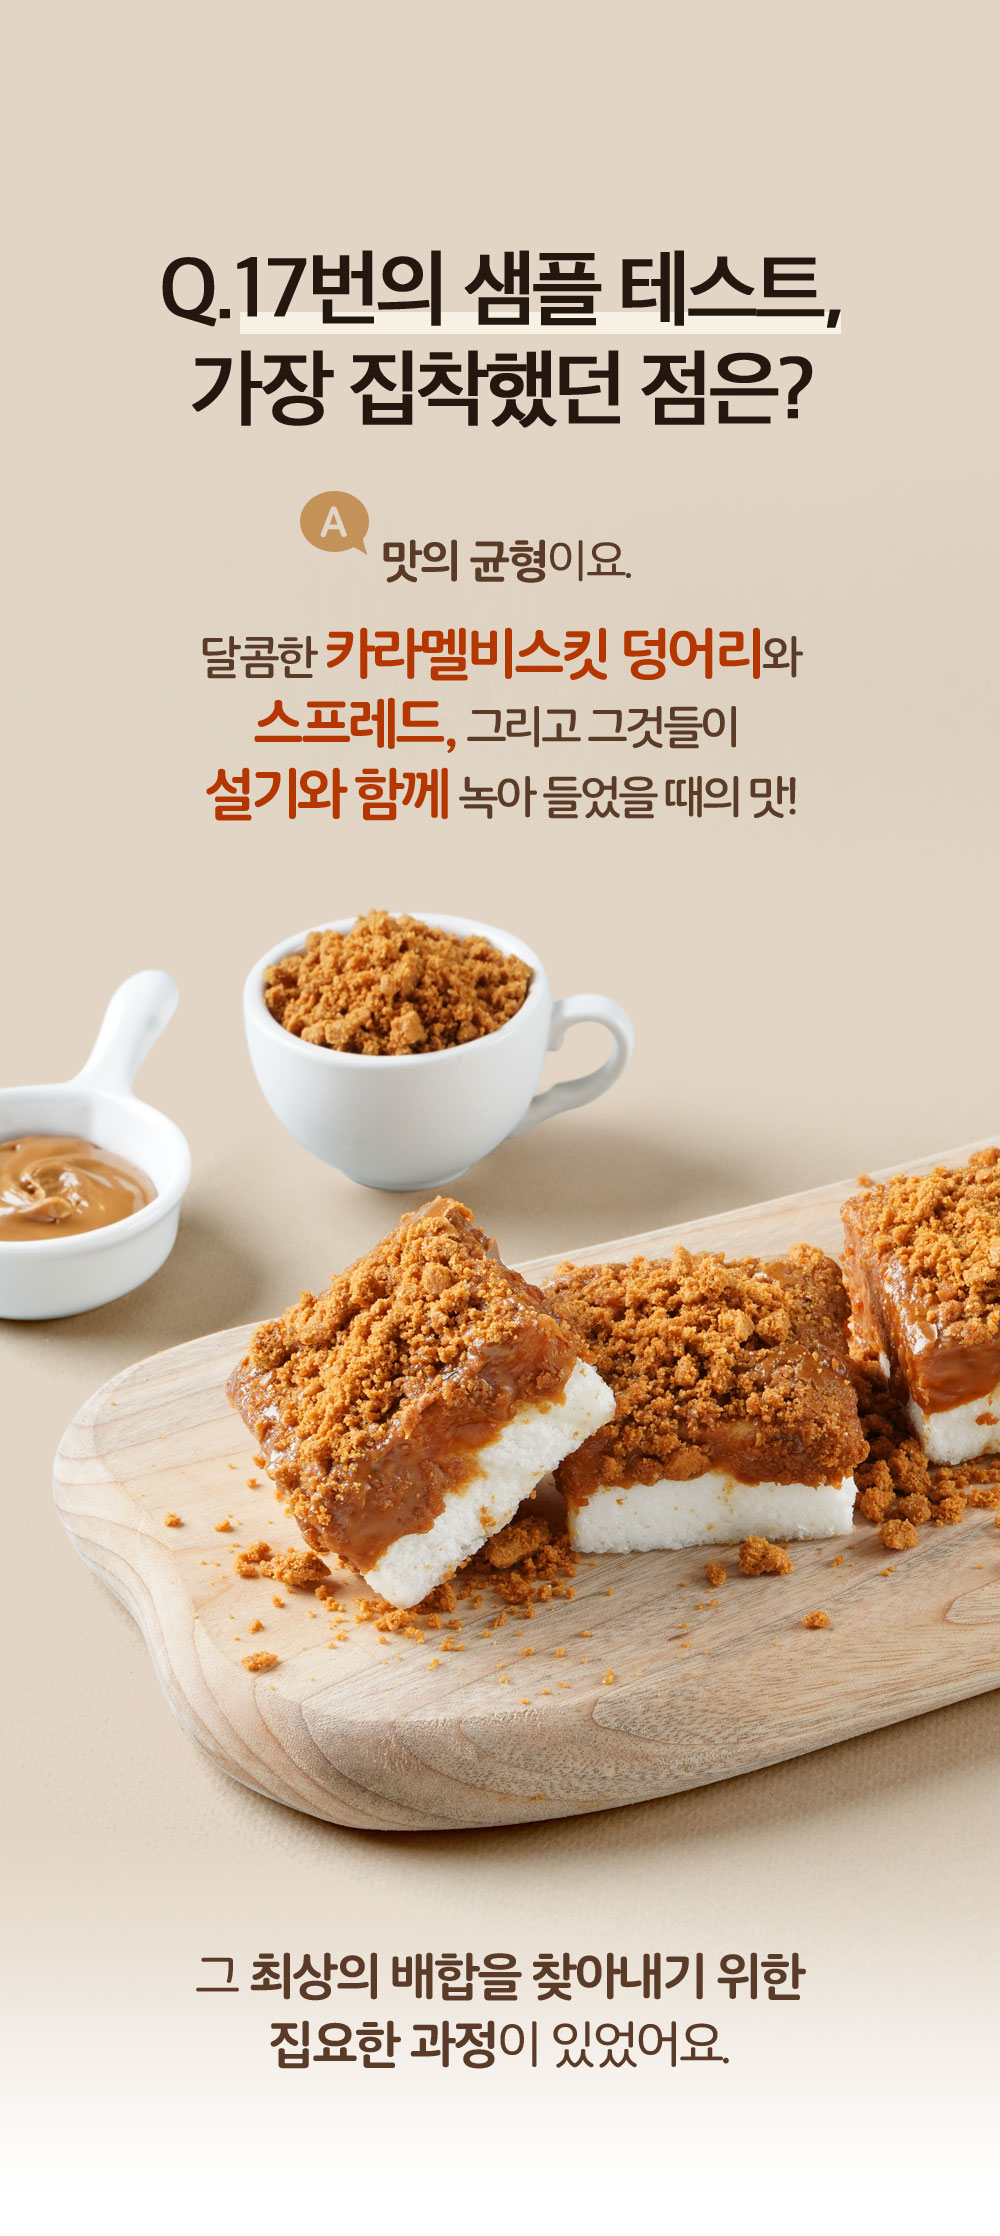 Q.17번의 샘플 테스트,
가장 집착했던 점은?
A
맛의 균형이요.
달콤한 카라멜비스킷 덩어리와
스프레드, 그리고 그것들이
설기와 함께 녹아 들었을 때의 맛!
그 최상의 배합을 찾아내기 위한
집요한 과정이 있었어요.